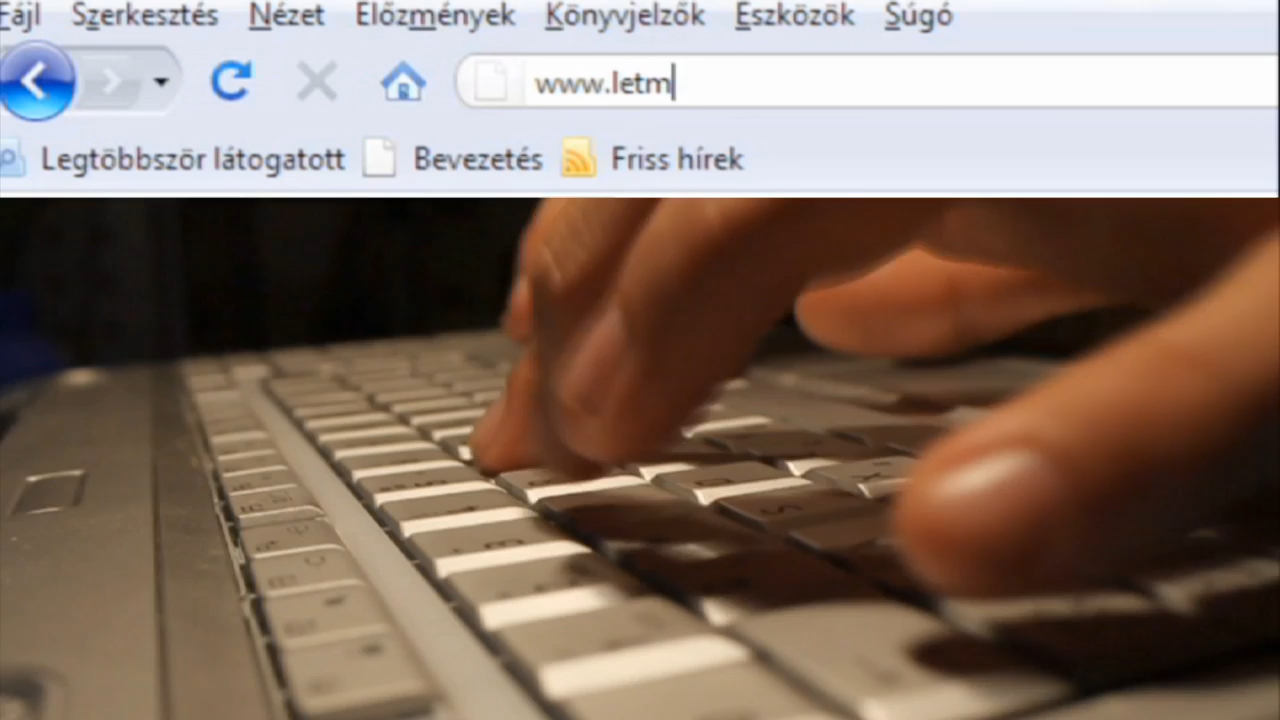 Fájl Szerkesztés Nézet Előzmények Könyvjelzők Eszközök Súgó
www.letm
Legtöbbször látogatott Bevezetés Friss hírek